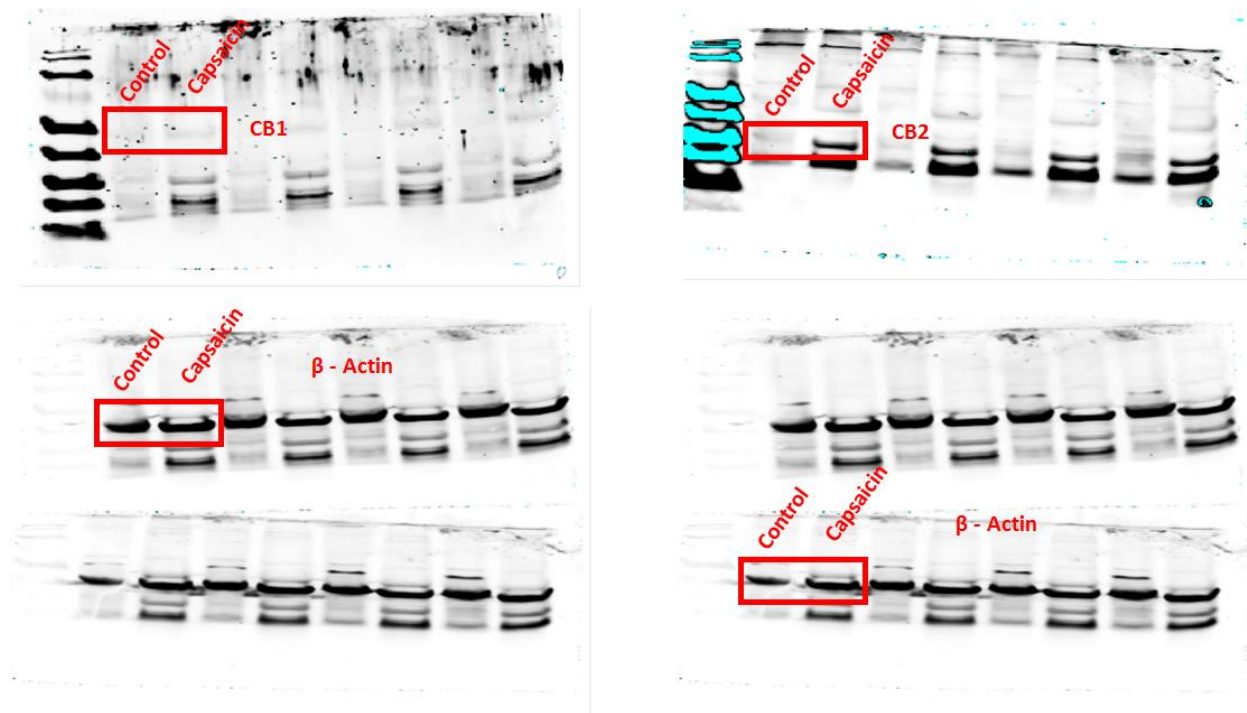 Control
Capsaicin
CB1
Control
Capsaicin
CB2
Control
Capsaicin
β - Actin
Control
Capsaicin
β - Actin